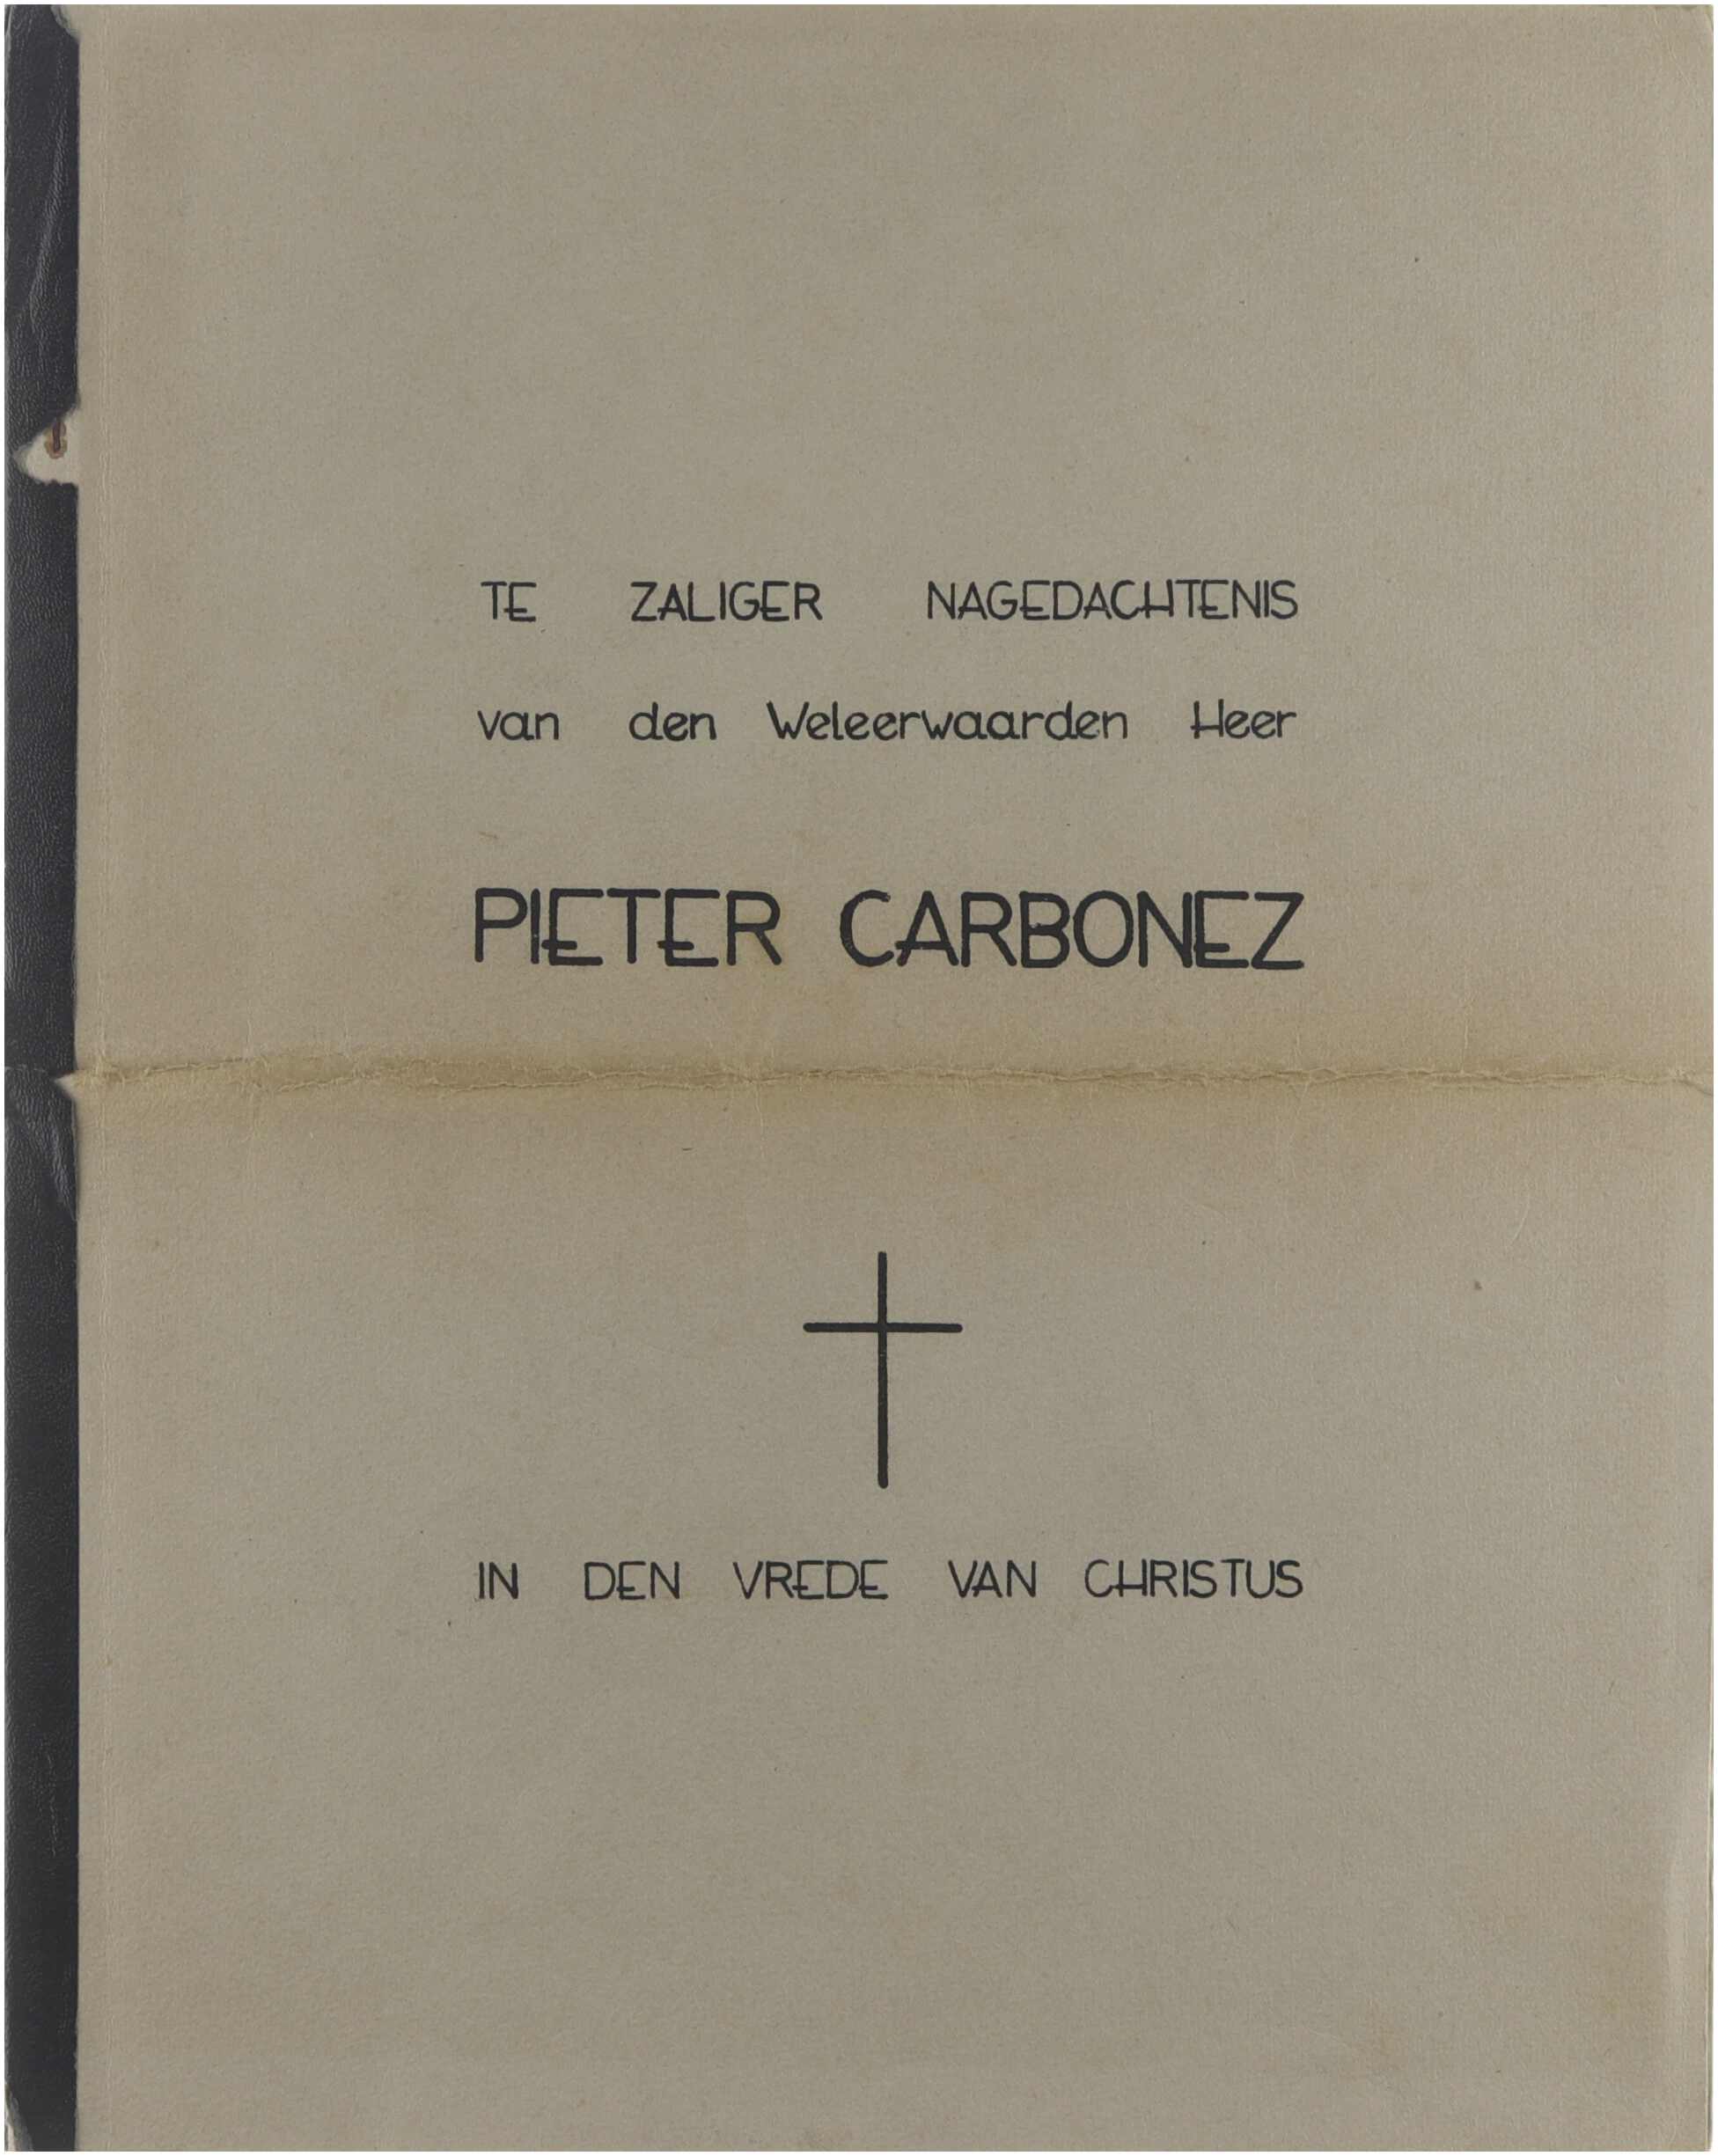 TE ZALIGER NAGEDACHTENIS
van den Weleerwaarden Heer
PIETER CARBONEZ
IN DEN VREDE VAN CHRISTUS